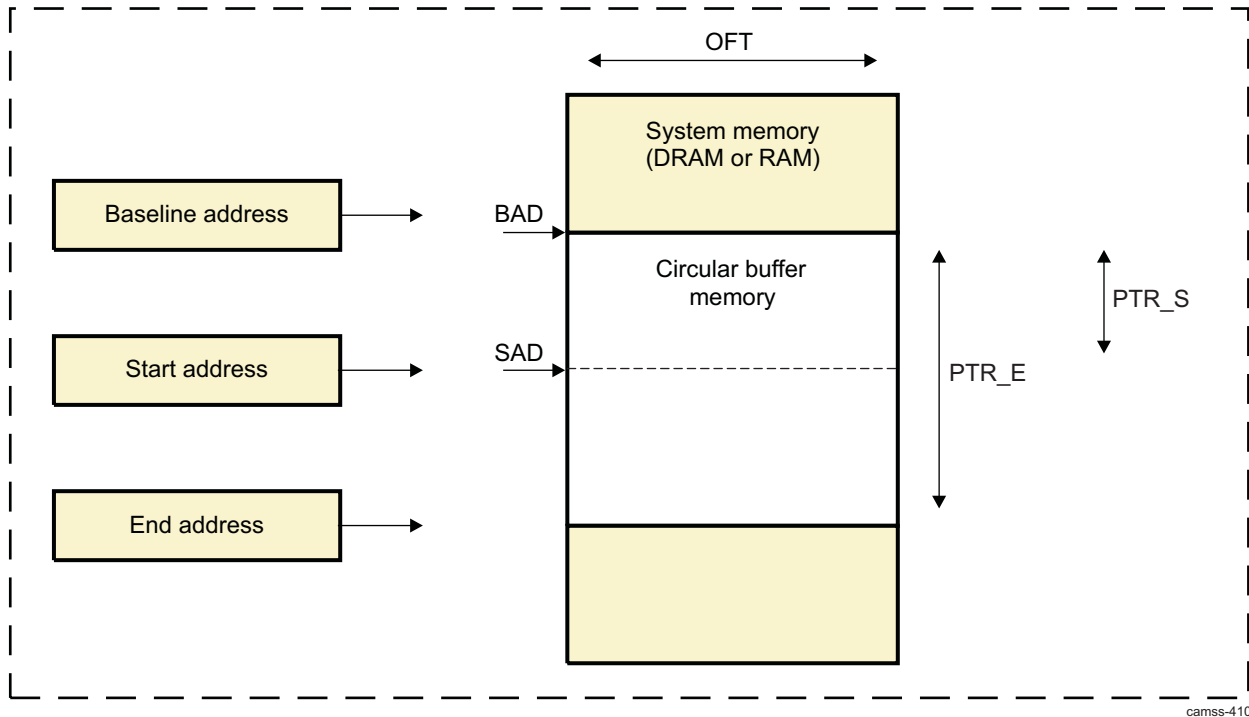 OFT
System memory
(DRAM or RAM)
Baseline address
BAD
Circular buffer
memory
PTR_S
Start address
SAD
PTR_E
End address
camss-410